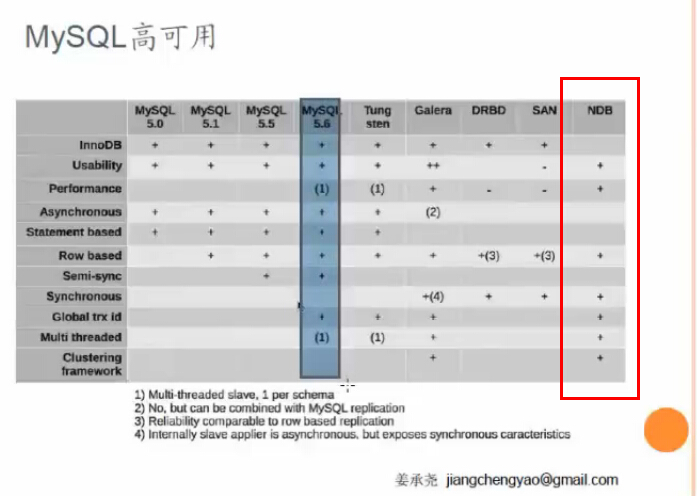 MySQL高可用
MySQL 5.0 MySQL 5.1 MySQL 5.5 MySQL 5.6 Tung sten Galera DRBD SAN NDB
InnoDB + + + + + + + +
Usability + + + + + ++ - +
Performance (1) (1) + - - +
Asynchronous + + + + + (2)
Statement based + + + + +
Row based + + + + + +(3) +(3) +
Semi-sync + +
Synchronous +(4) + + +
Global trx id + + + +
Multi threaded (1) (1) + +
Clustering framework + +
1) Multi-threaded slave, 1 per schema
2) No, but can be combined with MySQL replication
3) Reliability comparable to row based replication
4) Internally slave applier is asynchronous, but exposes synchronous caracteristics
姜承尧 jiangchengyao@gmail.com